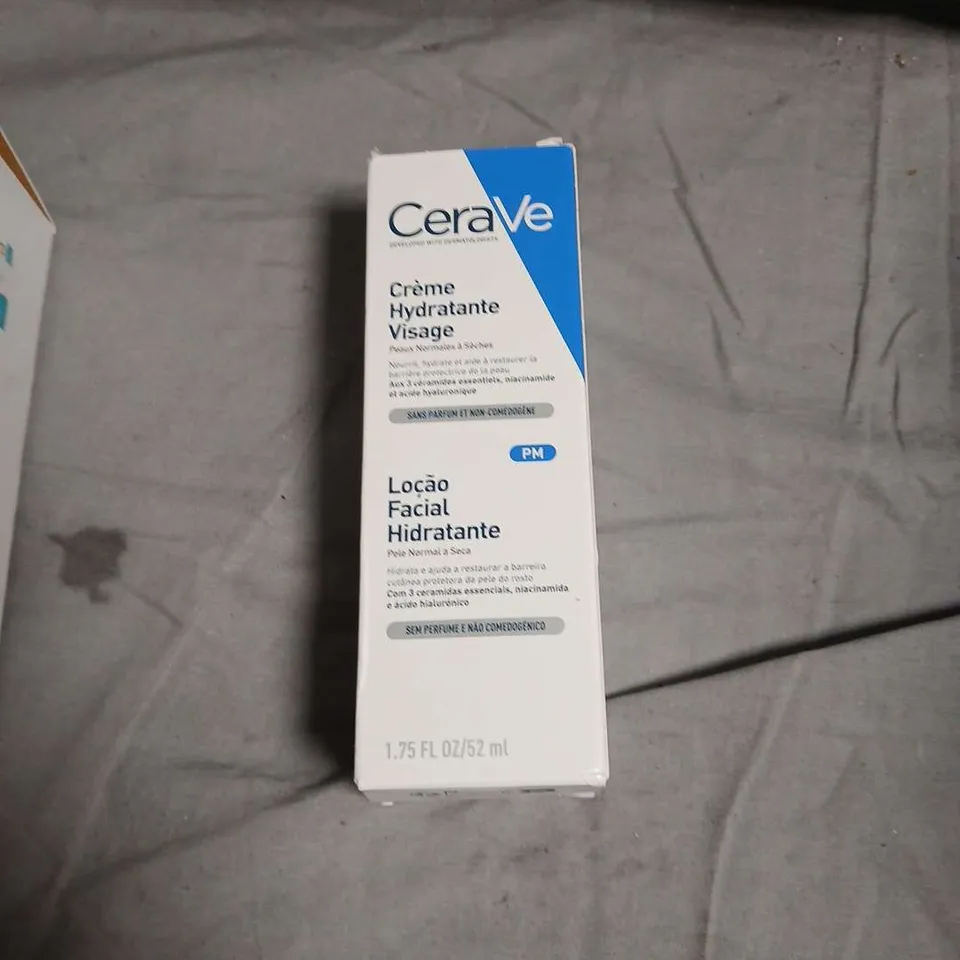 CeraVe
DEVELOPED WITH DERMATOLOGISTS
Crème
Hydratante
Visage
Peaux Normales à Sèches
Nourrit, hydrate et aide à restaurer la
barrière protectrice de la peau
Aux 3 céramides essentiels, niacinamide
et acide hyaluronique
SANS PARFUM ET NON-COMÉDOGÈNE
PM
Loção
Facial
Hidratante
Pele Normal a Seca
Hidrata e ajuda a restaurar a barreira
cutânea protetora da pele do rosto
Com 3 ceramidas essenciais, niacinamida
e ácido hialurónico
SEM PERFUME E NÃO COMEDOGÉNICO
1.75 FL OZ/52 ml